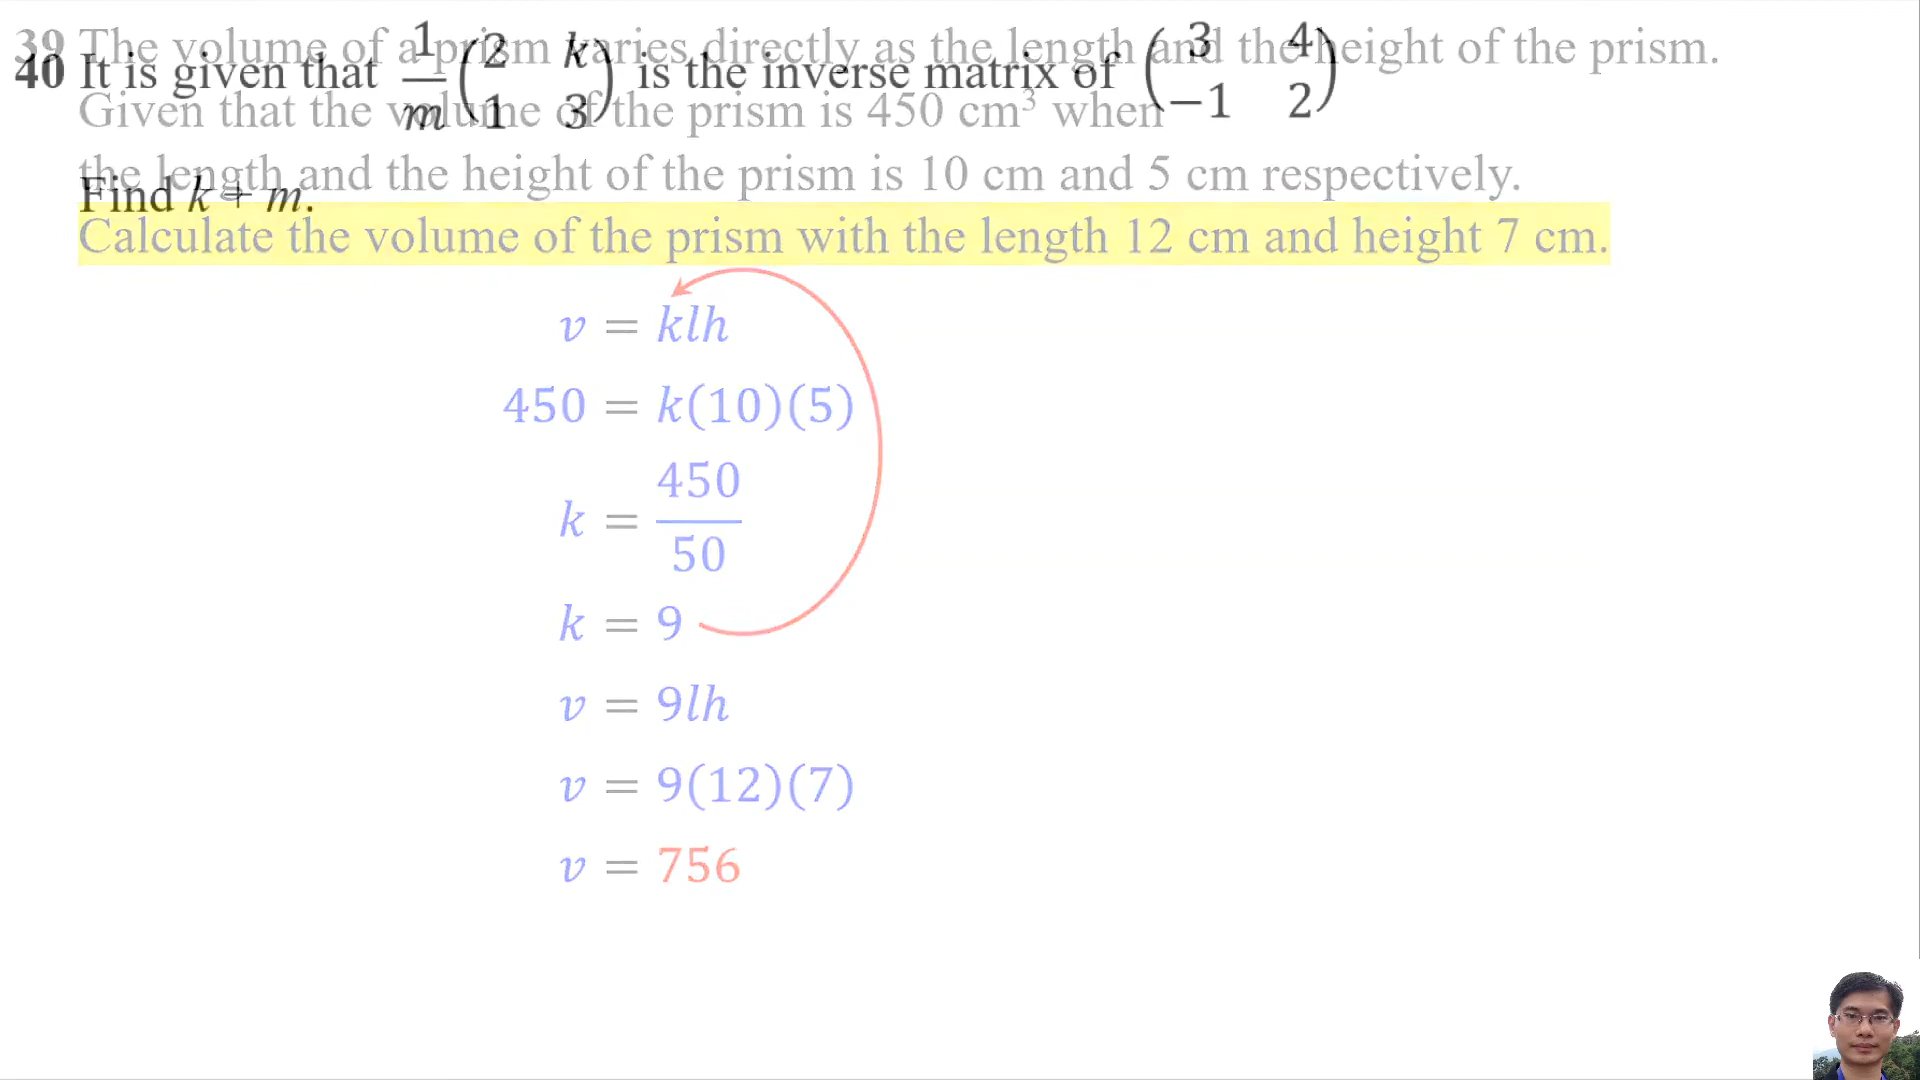 39 The volume of a prism varies directly as the length and the height of the prism.
Given that the volume of the prism is 450 cm³ when
the length and the height of the prism is 10 cm and 5 cm respectively.
Calculate the volume of the prism with the length 12 cm and height 7 cm.
40 It is given that 1/m (2 k; 1 3) is the inverse matrix of (3 4; −1 2)
Find k + m.
v = klh
450 = k(10)(5)
k = 450/50
k = 9
v = 9lh
v = 9(12)(7)
v = 756